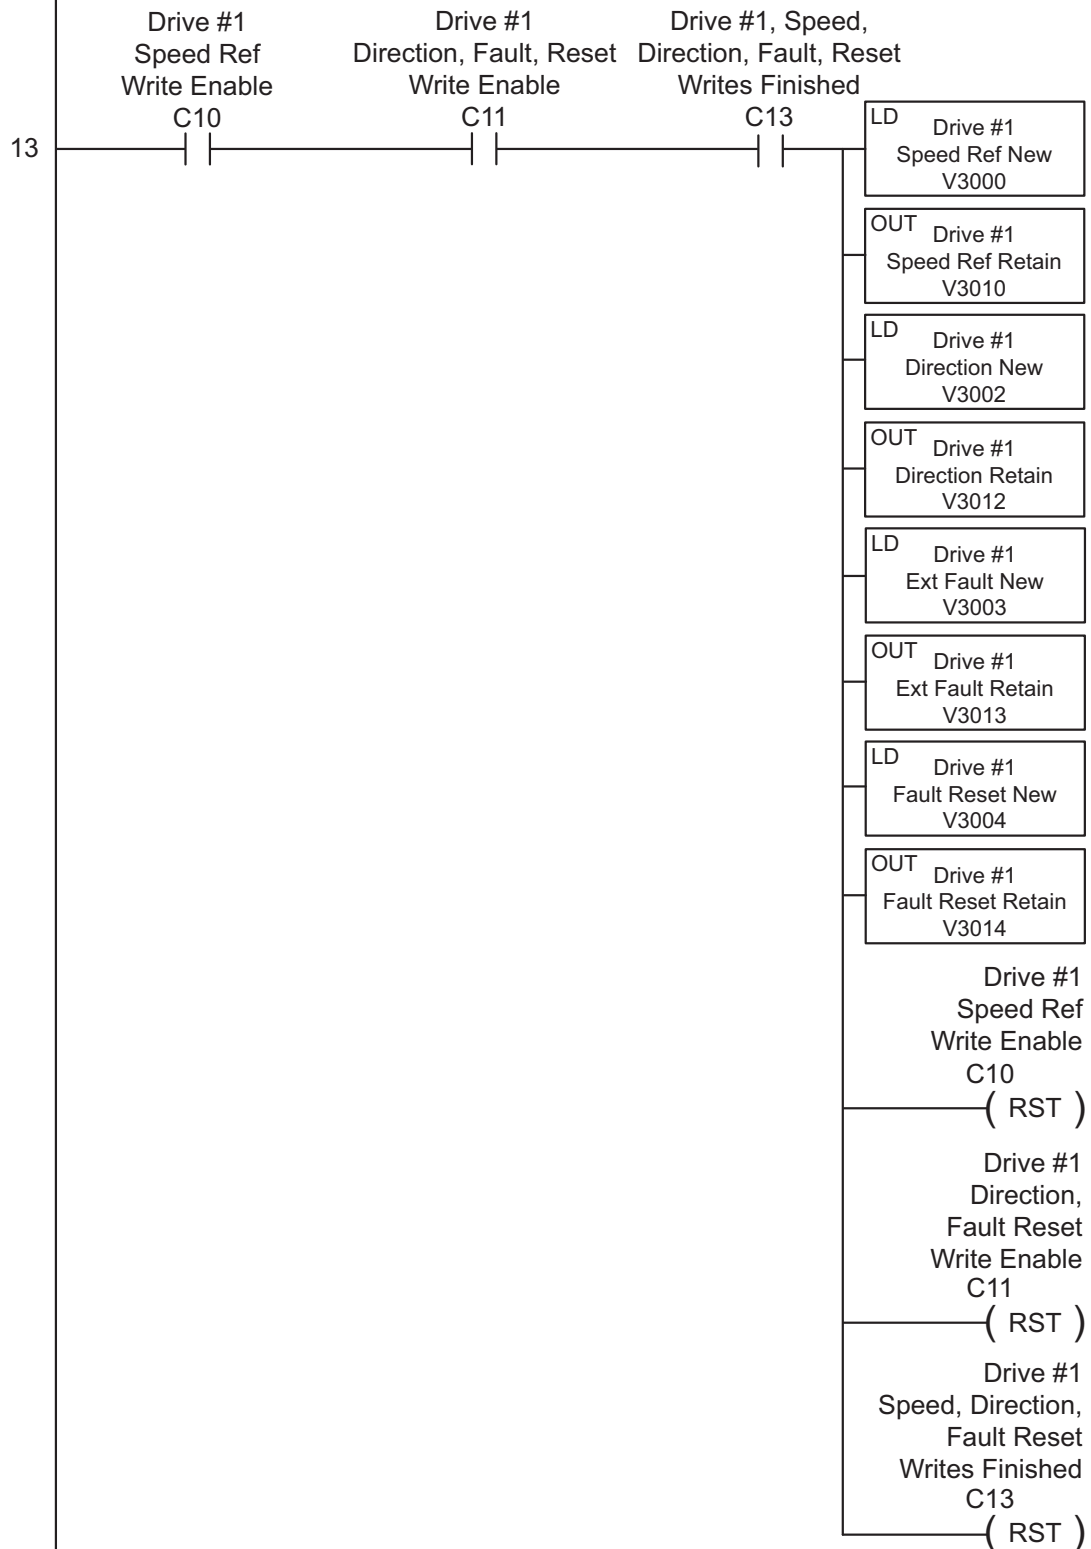 Drive #1
Speed Ref
Write Enable
C10
Drive #1
Direction, Fault, Reset
Write Enable
C11
Drive #1, Speed,
Direction, Fault, Reset
Writes Finished
C13
13
LD
Drive #1
Speed Ref New
V3000
OUT
Drive #1
Speed Ref Retain
V3010
LD
Drive #1
Direction New
V3002
OUT
Drive #1
Direction Retain
V3012
LD
Drive #1
Ext Fault New
V3003
OUT
Drive #1
Ext Fault Retain
V3013
LD
Drive #1
Fault Reset New
V3004
OUT
Drive #1
Fault Reset Retain
V3014
Drive #1
Speed Ref
Write Enable
C10
( RST )
Drive #1
Direction,
Fault Reset
Write Enable
C11
( RST )
Drive #1
Speed, Direction,
Fault Reset
Writes Finished
C13
( RST )